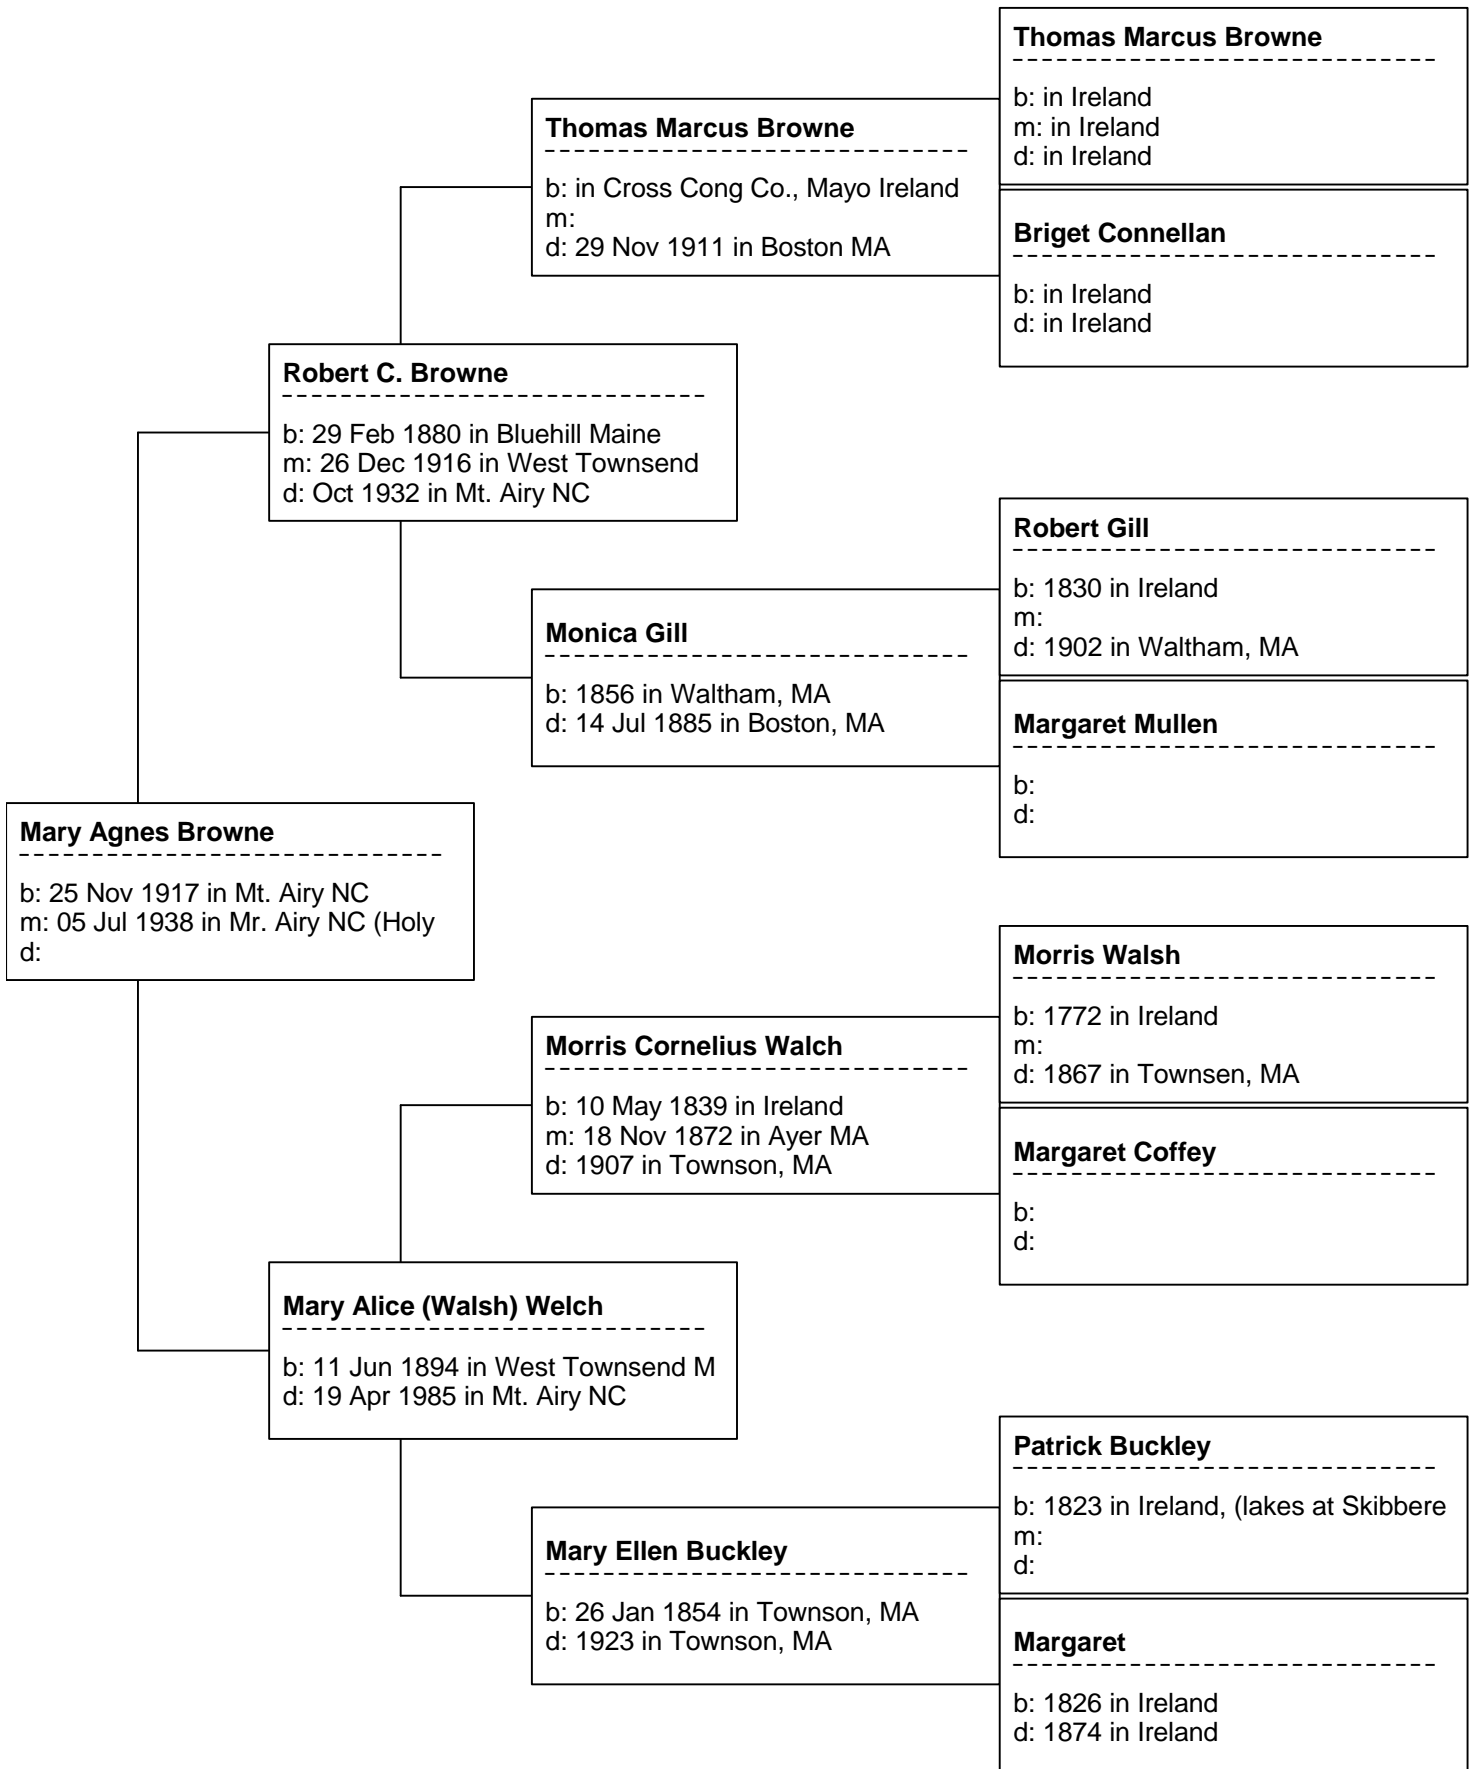 Thomas Marcus Browne
b: in Ireland
m: in Ireland
d: in Ireland
Thomas Marcus Browne
b: in Cross Cong Co., Mayo Ireland
m:
d: 29 Nov 1911 in Boston MA
Briget Connellan
b: in Ireland
d: in Ireland
Robert C. Browne
b: 29 Feb 1880 in Bluehill Maine
m: 26 Dec 1916 in West Townsend
d: Oct 1932 in Mt. Airy NC
Robert Gill
b: 1830 in Ireland
m:
d: 1902 in Waltham, MA
Monica Gill
b: 1856 in Waltham, MA
d: 14 Jul 1885 in Boston, MA
Margaret Mullen
b:
d:
Mary Agnes Browne
b: 25 Nov 1917 in Mt. Airy NC
m: 05 Jul 1938 in Mr. Airy NC (Holy
d:
Morris Walsh
b: 1772 in Ireland
m:
d: 1867 in Townsen, MA
Morris Cornelius Walch
b: 10 May 1839 in Ireland
m: 18 Nov 1872 in Ayer MA
d: 1907 in Townson, MA
Margaret Coffey
b:
d:
Mary Alice (Walsh) Welch
b: 11 Jun 1894 in West Townsend M
d: 19 Apr 1985 in Mt. Airy NC
Patrick Buckley
b: 1823 in Ireland, (lakes at Skibbere
m:
d:
Mary Ellen Buckley
b: 26 Jan 1854 in Townson, MA
d: 1923 in Townson, MA
Margaret
b: 1826 in Ireland
d: 1874 in Ireland